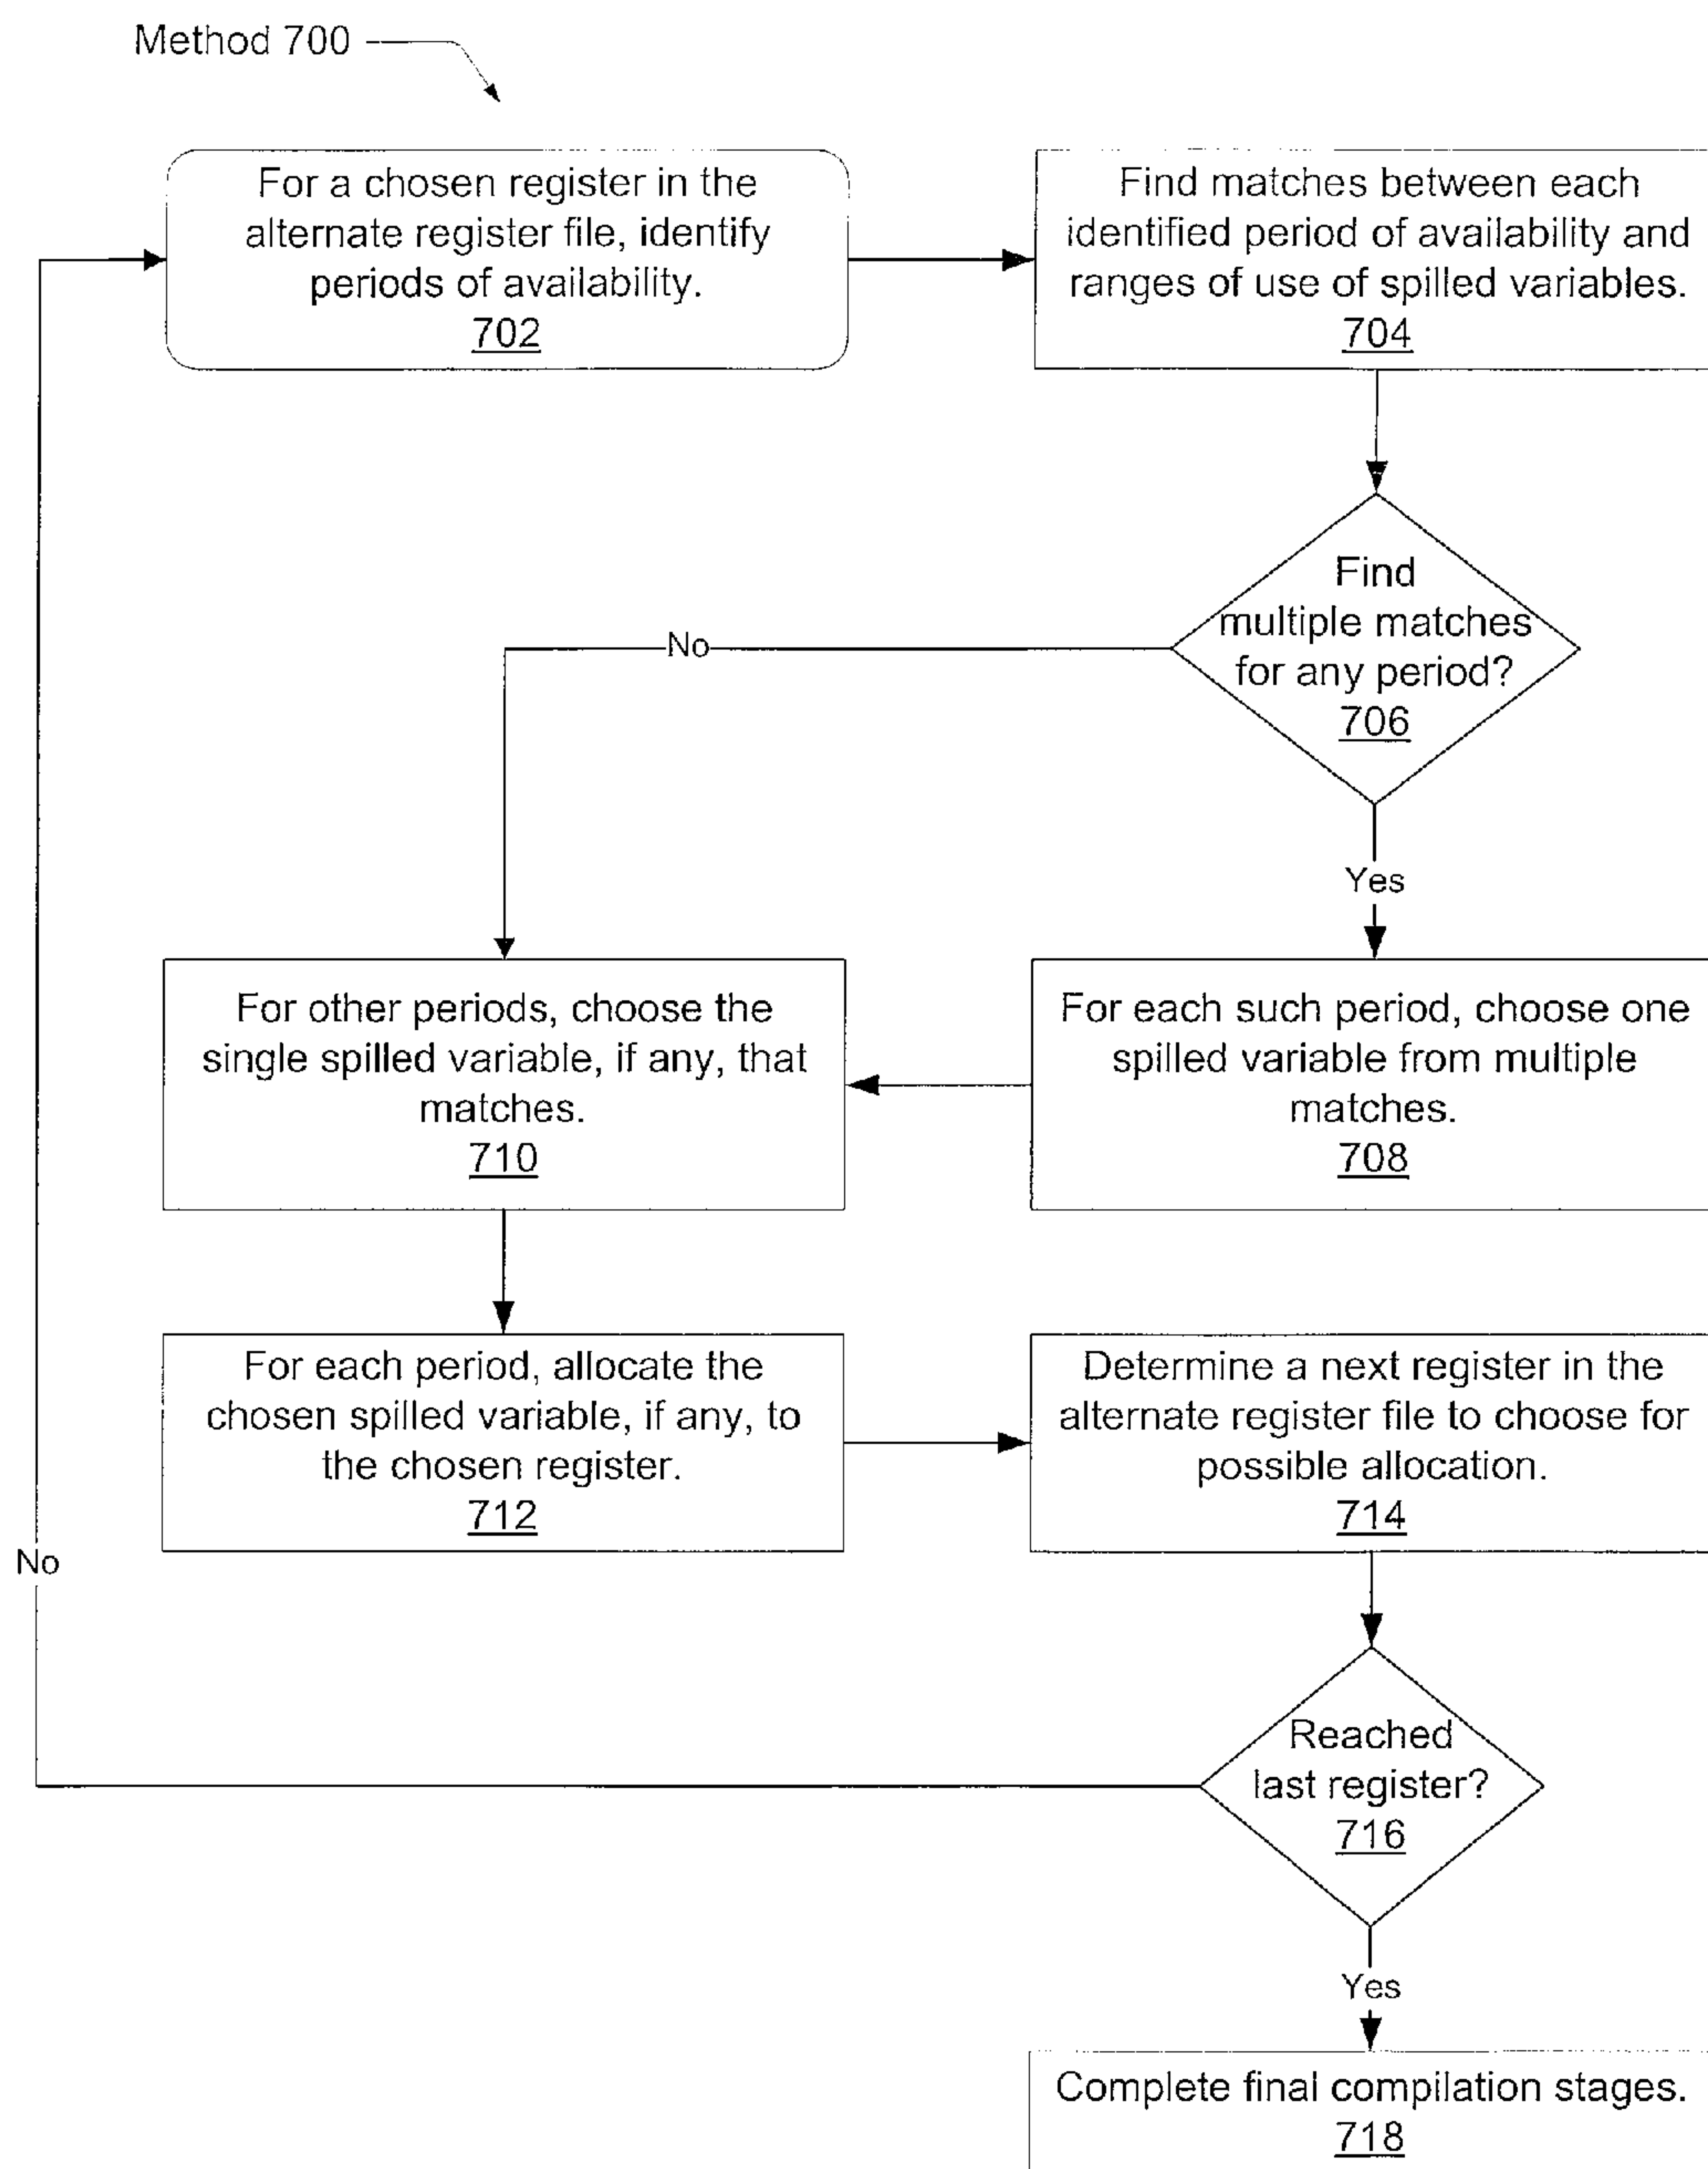 Method 700
For a chosen register in the
alternate register file, identify
periods of availability.
702
Find matches between each
identified period of availability and
ranges of use of spilled variables.
704
Find
multiple matches
for any period?
706
No
Yes
For other periods, choose the
single spilled variable, if any, that
matches.
710
For each such period, choose one
spilled variable from multiple
matches.
708
For each period, allocate the
chosen spilled variable, if any, to
the chosen register.
712
Determine a next register in the
alternate register file to choose for
possible allocation.
714
No
Reached
last register?
716
Yes
Complete final compilation stages.
718